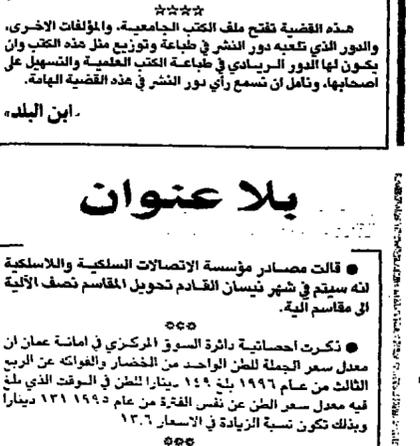 هذه القضية تفتح ملف الكتب الجامعية، والمؤلفات الاخرى،
والدور الذي تلعبه دور النشر في طباعة وتوزيع مثل هذه الكتب وان
يكون لها الدور الريادي في طباعة الكتب العلمية والتسهيل على
اصحابها، ونامل ان نسمع رأي دور النشر في هذه القضية الهامة.
«ابن البلد»
بلا عنوان
● قالت مصادر مؤسسة الاتصالات السلكية واللاسلكية
انه سيتم في شهر نيسان القادم تحويل المقاسم نصف الآلية
الى مقاسم آلية.
● ذكرت احصائية دائرة السوق المركزي في امانة عمان ان
معدل سعر الجملة للطن الواحد من الخضار والفواكه عن الربع
الثالث من عام ١٩٩٦ بلغ ١٤٩ دينارا للطن في الوقت الذي بلغ
فيه معدل سعر الطن عن نفس الفترة من عام ١٩٩٥ ١٣١ دينارا
وبذلك تكون نسبة الزيادة في الاسعار ١٣.٦